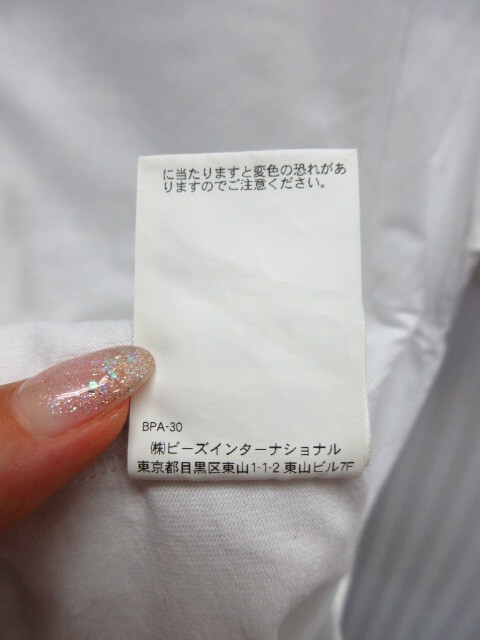 に当たりますと変色の恐れがあ
りますのでご注意ください。
BPA-30
㈱ビーズインターナショナル
東京都目黒区東山1-1-2 東山ビル7F